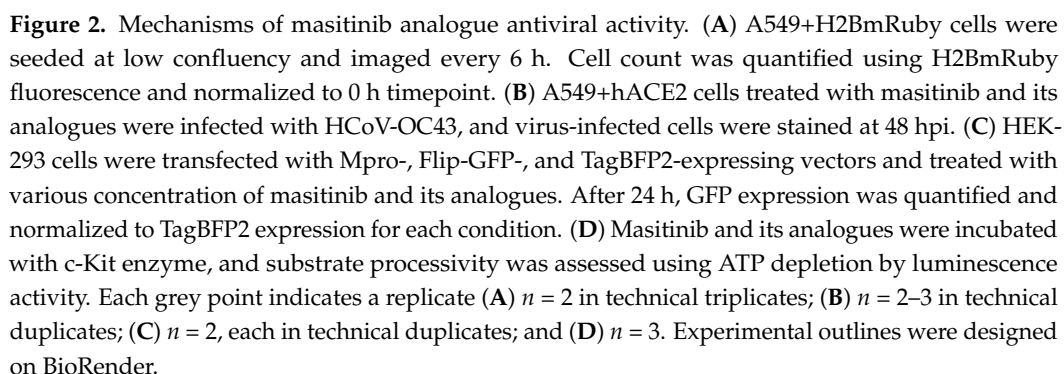 Figure 2. Mechanisms of masitinib analogue antiviral activity. (A) A549+H2BmRuby cells were
seeded at low confluency and imaged every 6 h. Cell count was quantified using H2BmRuby
fluorescence and normalized to 0 h timepoint. (B) A549+hACE2 cells treated with masitinib and its
analogues were infected with HCoV-OC43, and virus-infected cells were stained at 48 hpi. (C) HEK-
293 cells were transfected with Mpro-, Flip-GFP-, and TagBFP2-expressing vectors and treated with
various concentration of masitinib and its analogues. After 24 h, GFP expression was quantified and
normalized to TagBFP2 expression for each condition. (D) Masitinib and its analogues were incubated
with c-Kit enzyme, and substrate processivity was assessed using ATP depletion by luminescence
activity. Each grey point indicates a replicate (A) n = 2 in technical triplicates; (B) n = 2–3 in technical
duplicates; (C) n = 2, each in technical duplicates; and (D) n = 3. Experimental outlines were designed
on BioRender.